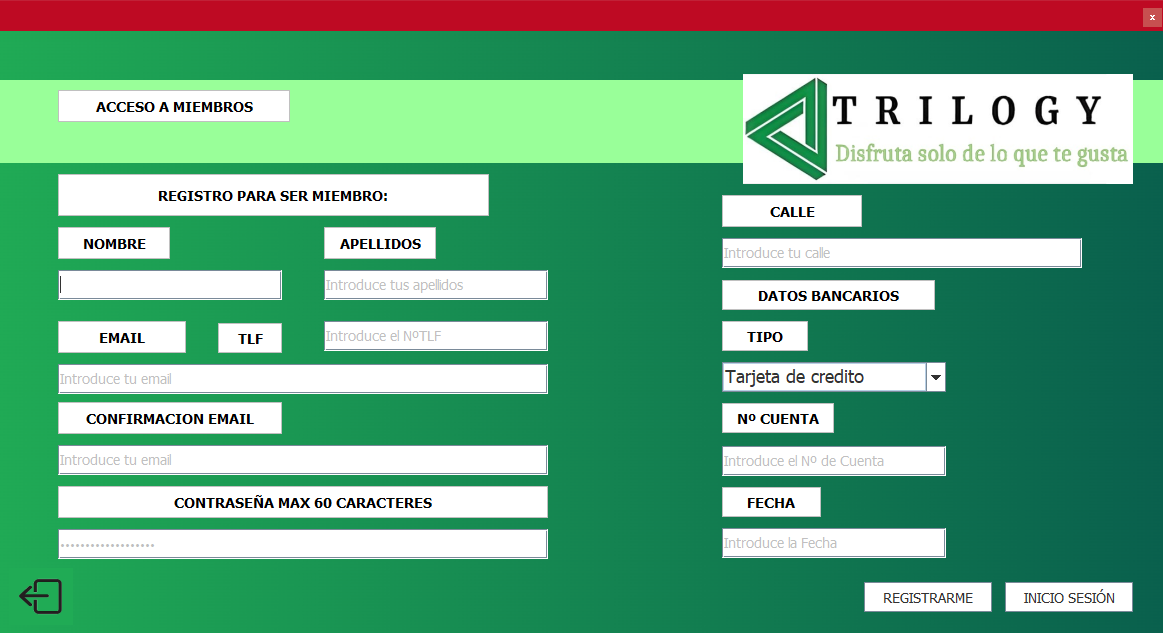 x
ACCESO A MIEMBROS
TRILOGY
Disfruta solo de lo que te gusta
REGISTRO PARA SER MIEMBRO:
NOMBRE
APELLIDOS
Introduce tus apellidos
EMAIL
TLF
Introduce el NºTLF
Introduce tu email
CONFIRMACION EMAIL
Introduce tu email
CONTRASEÑA MAX 60 CARACTERES
CALLE
Introduce tu calle
DATOS BANCARIOS
TIPO
Tarjeta de credito
Nº CUENTA
Introduce el Nº de Cuenta
FECHA
Introduce la Fecha
REGISTRARME
INICIO SESIÓN